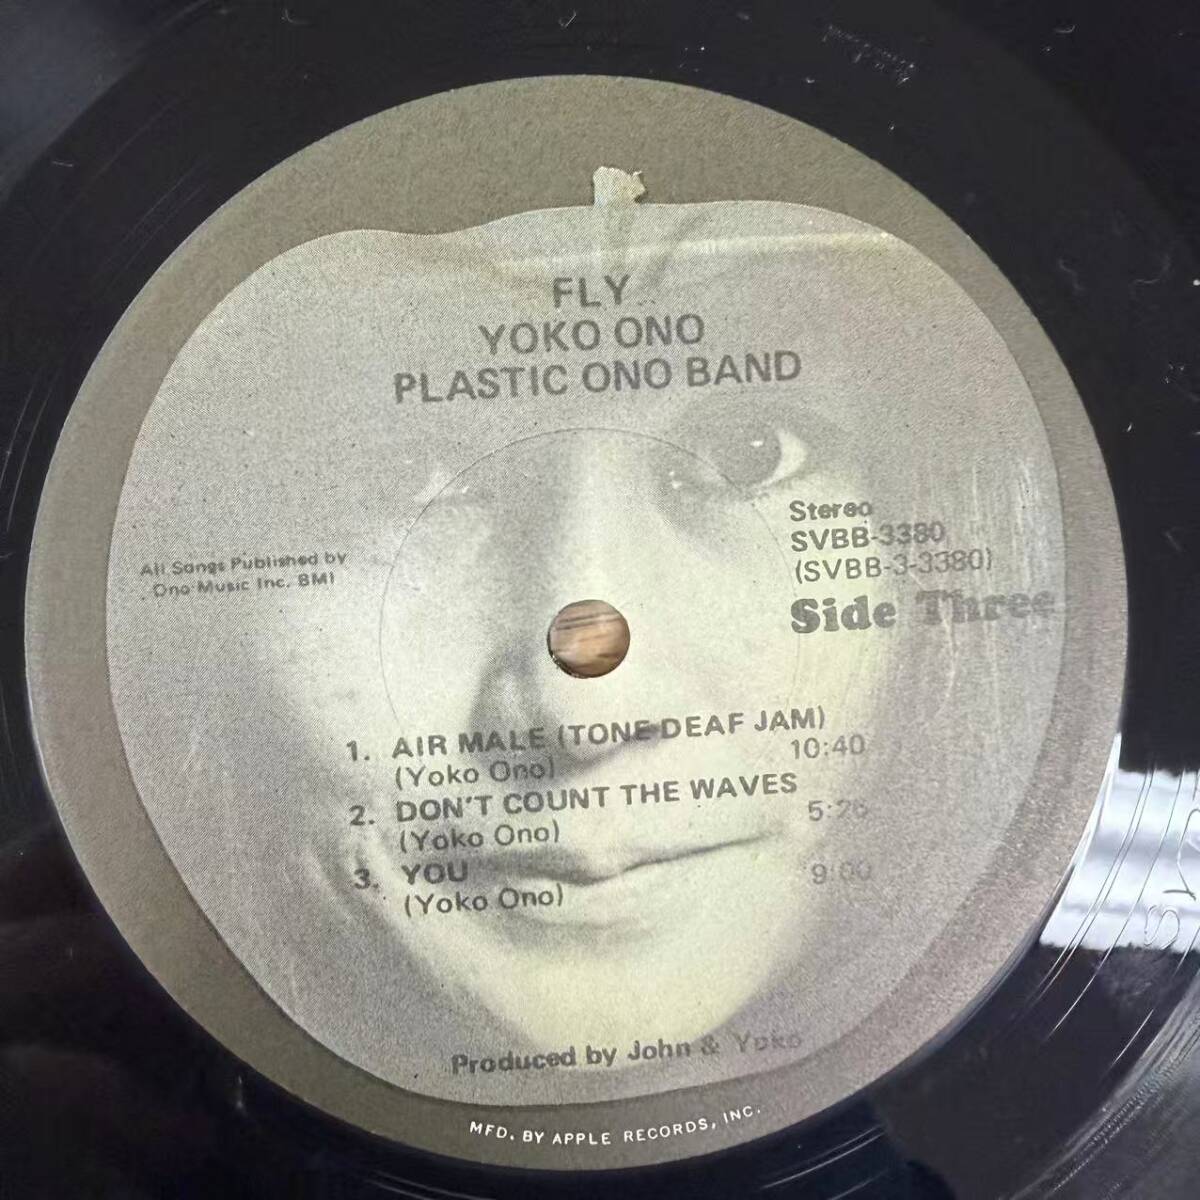 FLY
YOKO ONO
PLASTIC ONO BAND
Stereo
SVBB-3380
(SVBB-3-3380)
Side Three
All Songs Published by
Ono Music Inc. BMI
1. AIR MALE (TONE DEAF JAM)
(Yoko Ono) 10:40
2. DON'T COUNT THE WAVES
(Yoko Ono) 5:26
3. YOU 9:00
(Yoko Ono)
Produced by John & Yoko
MFD. BY APPLE RECORDS, INC.